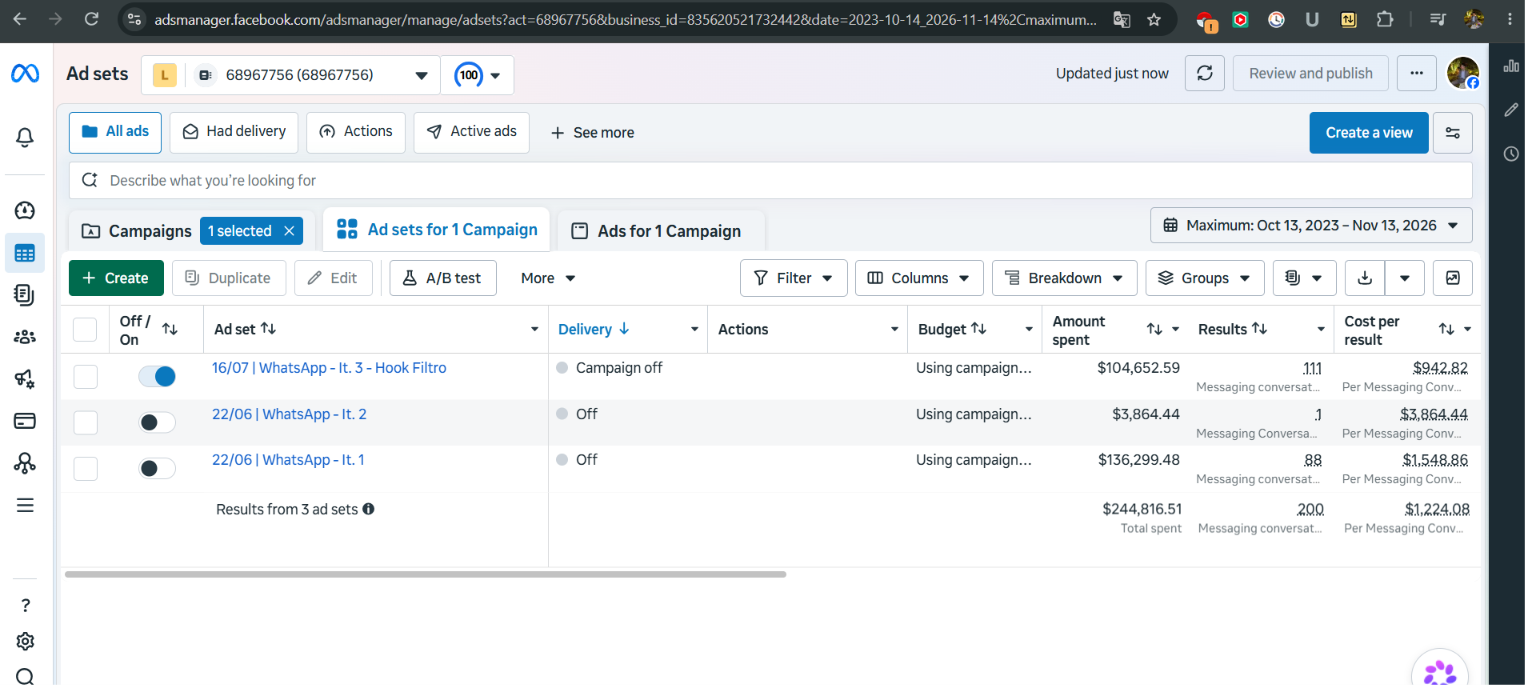 adsmanager.facebook.com/adsmanager/manage/adsets?act=68967756&business_id=835620521732442&date=2023-10-14_2026-11-14%2Cmaximum...
Ad sets
L
68967756 (68967756)
100
Updated just now
Review and publish
All ads
Had delivery
Actions
Active ads
+ See more
Create a view
Describe what you're looking for
Campaigns
1 selected ×
Ad sets for 1 Campaign
Ads for 1 Campaign
Maximum: Oct 13, 2023 – Nov 13, 2026
+ Create
Duplicate
Edit
A/B test
More
Filter
Columns
Breakdown
Groups
Off / On
Ad set
Delivery
Actions
Budget
Amount spent
Results
Cost per result
16/07 | WhatsApp - It. 3 - Hook Filtro
Campaign off
Using campaign...
$104,652.59
111
$942.82
Messaging conversat...
Per Messaging Conv...
22/06 | WhatsApp - It. 2
Off
Using campaign...
$3,864.44
1
$3,864.44
Messaging Conversa...
Per Messaging Conv...
22/06 | WhatsApp - It. 1
Off
Using campaign...
$136,299.48
88
$1,548.86
Messaging conversat...
Per Messaging Conv...
Results from 3 ad sets
$244,816.51
200
$1,224.08
Total spent
Messaging conversat...
Per Messaging Conv...
?